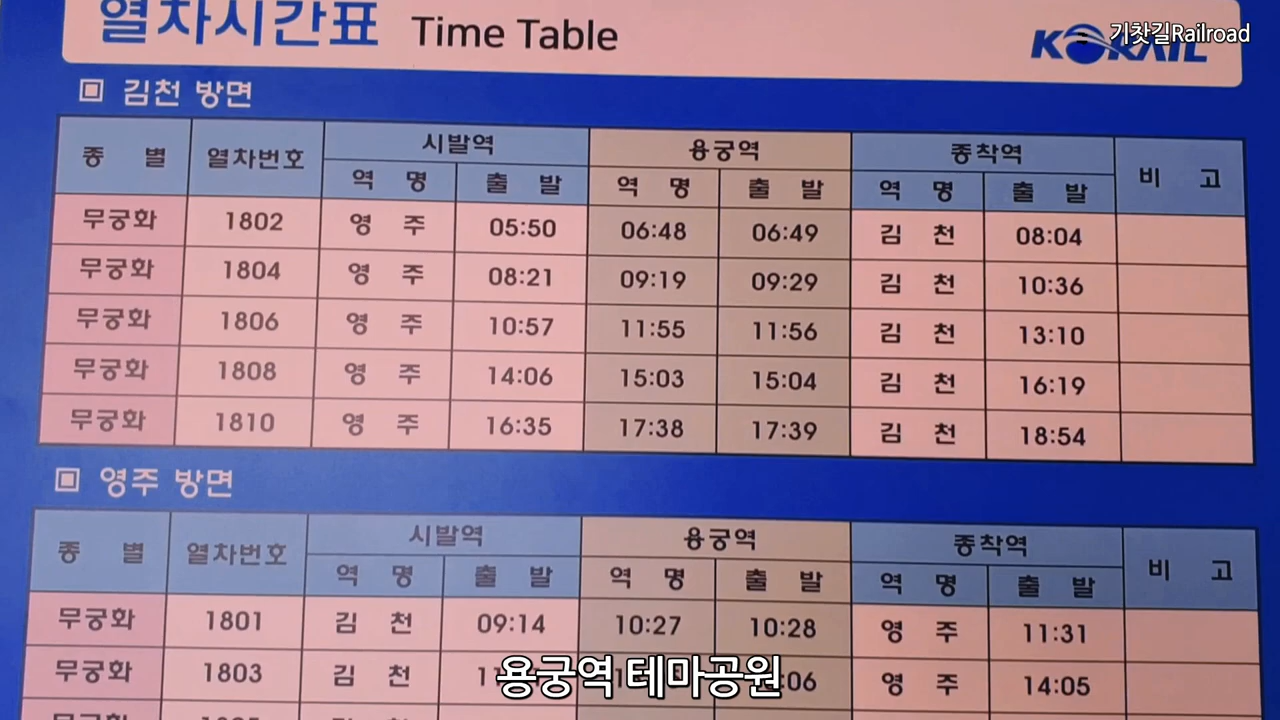 열차시간표 Time Table
KORAIL
기찻길Railroad
김천 방면
종 별 열차번호 시발역 용궁역 종착역 비 고
역 명 출 발 역 명 출 발 역 명 출 발
무궁화 1802 영 주 05:50 06:48 06:49 김 천 08:04
무궁화 1804 영 주 08:21 09:19 09:29 김 천 10:36
무궁화 1806 영 주 10:57 11:55 11:56 김 천 13:10
무궁화 1808 영 주 14:06 15:03 15:04 김 천 16:19
무궁화 1810 영 주 16:35 17:38 17:39 김 천 18:54
영주 방면
종 별 열차번호 시발역 용궁역 종착역 비 고
역 명 출 발 역 명 출 발 역 명 출 발
무궁화 1801 김 천 09:14 10:27 10:28 영 주 11:31
무궁화 1803 김 천 영 주 14:05
용궁역 테마공원